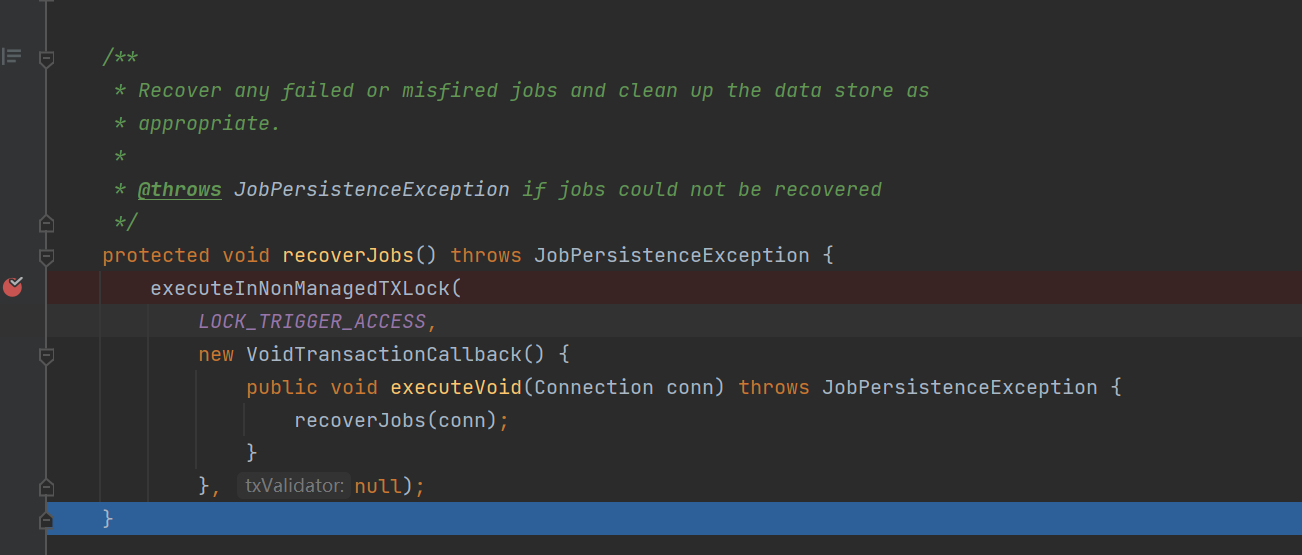 /**
 * Recover any failed or misfired jobs and clean up the data store as
 * appropriate.
 *
 * @throws JobPersistenceException if jobs could not be recovered
 */
protected void recoverJobs() throws JobPersistenceException {
    executeInNonManagedTXLock(
        LOCK_TRIGGER_ACCESS,
        new VoidTransactionCallback() {
            public void executeVoid(Connection conn) throws JobPersistenceException {
                recoverJobs(conn);
            }
        }, txValidator: null);
}